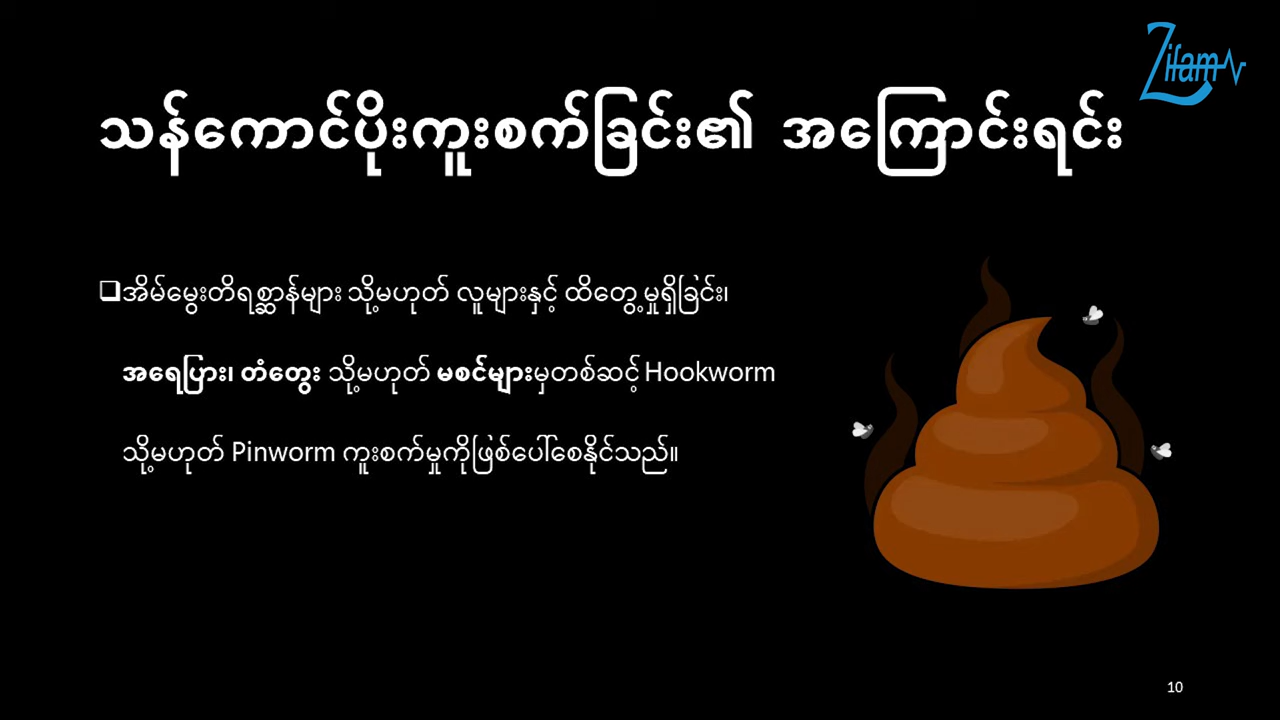 Zifam
သန်ကောင်ပိုးကူးစက်ခြင်း၏ အကြောင်းရင်း
❑အိမ်မွေးတိရစ္ဆာန်များ သို့မဟုတ် လူများနှင့် ထိတွေ့မှုရှိခြင်း၊
အရေပြား၊ တံတွေး သို့မဟုတ် မစင်များမှတစ်ဆင့် Hookworm
သို့မဟုတ် Pinworm ကူးစက်မှုကိုဖြစ်ပေါ်စေနိုင်သည်။
10